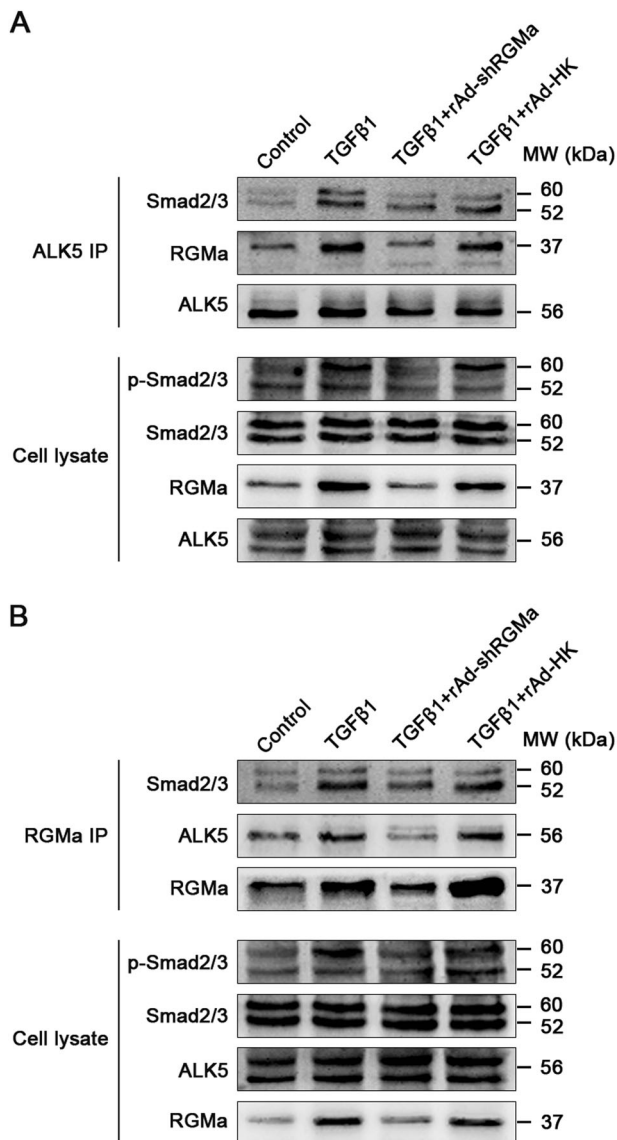 A
Control TGFβ1 TGFβ1+rAd-shRGMa TGFβ1+rAd-HK MW (kDa)
ALK5 IP
Smad2/3 60
52
RGMa 37
ALK5 56
Cell lysate
p-Smad2/3 60
52
Smad2/3 60
52
RGMa 37
ALK5 56
B
Control TGFβ1 TGFβ1+rAd-shRGMa TGFβ1+rAd-HK MW (kDa)
RGMa IP
Smad2/3 60
52
ALK5 56
RGMa 37
Cell lysate
p-Smad2/3 60
52
Smad2/3 60
52
ALK5 56
RGMa 37